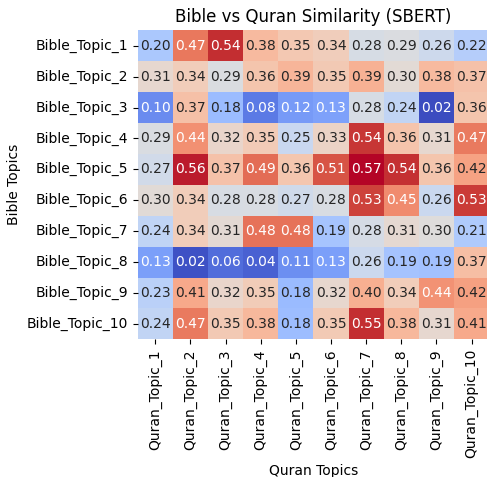 Bible vs Quran Similarity (SBERT)
Bible Topics
Bible_Topic_1 0.20 0.47 0.54 0.38 0.35 0.34 0.28 0.29 0.26 0.22
Bible_Topic_2 0.31 0.34 0.29 0.36 0.39 0.35 0.39 0.30 0.38 0.37
Bible_Topic_3 0.10 0.37 0.18 0.08 0.12 0.13 0.28 0.24 0.02 0.36
Bible_Topic_4 0.29 0.44 0.32 0.35 0.25 0.33 0.54 0.36 0.31 0.47
Bible_Topic_5 0.27 0.56 0.37 0.49 0.36 0.51 0.57 0.54 0.36 0.42
Bible_Topic_6 0.30 0.34 0.28 0.28 0.27 0.28 0.53 0.45 0.26 0.53
Bible_Topic_7 0.24 0.34 0.31 0.48 0.48 0.19 0.28 0.31 0.30 0.21
Bible_Topic_8 0.13 0.02 0.06 0.04 0.11 0.13 0.26 0.19 0.19 0.37
Bible_Topic_9 0.23 0.41 0.32 0.35 0.18 0.32 0.40 0.34 0.44 0.42
Bible_Topic_10 0.24 0.47 0.35 0.38 0.18 0.35 0.55 0.38 0.31 0.41
Quran_Topic_1
Quran_Topic_2
Quran_Topic_3
Quran_Topic_4
Quran_Topic_5
Quran_Topic_6
Quran_Topic_7
Quran_Topic_8
Quran_Topic_9
Quran_Topic_10
Quran Topics